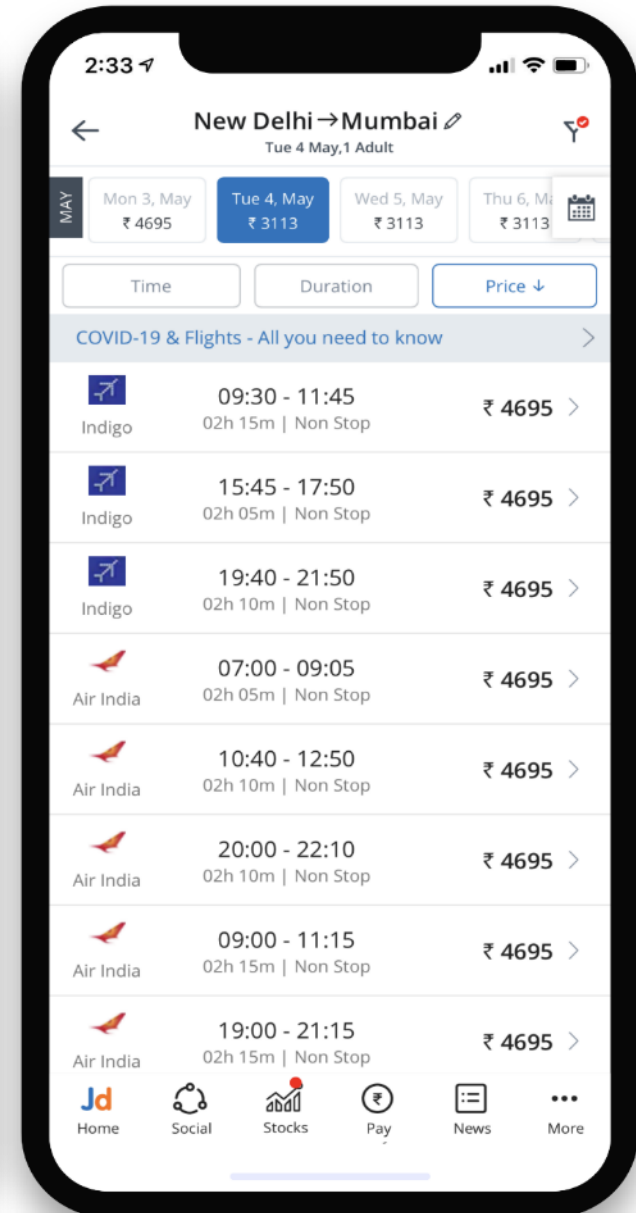 2:33
New Delhi→Mumbai
Tue 4 May,1 Adult
MAY
Mon 3, May
₹ 4695
Tue 4, May
₹ 3113
Wed 5, May
₹ 3113
Thu 6, Ma
₹ 3113
Time
Duration
Price ↓
COVID-19 & Flights - All you need to know
09:30 - 11:45
Indigo
02h 15m | Non Stop
₹ 4695
15:45 - 17:50
Indigo
02h 05m | Non Stop
₹ 4695
19:40 - 21:50
Indigo
02h 10m | Non Stop
₹ 4695
07:00 - 09:05
Air India
02h 05m | Non Stop
₹ 4695
10:40 - 12:50
Air India
02h 10m | Non Stop
₹ 4695
20:00 - 22:10
Air India
02h 10m | Non Stop
₹ 4695
09:00 - 11:15
Air India
02h 15m | Non Stop
₹ 4695
19:00 - 21:15
Air India
02h 15m | Non Stop
₹ 4695
Jd
₹
Home
Social
Stocks
Pay
News
More